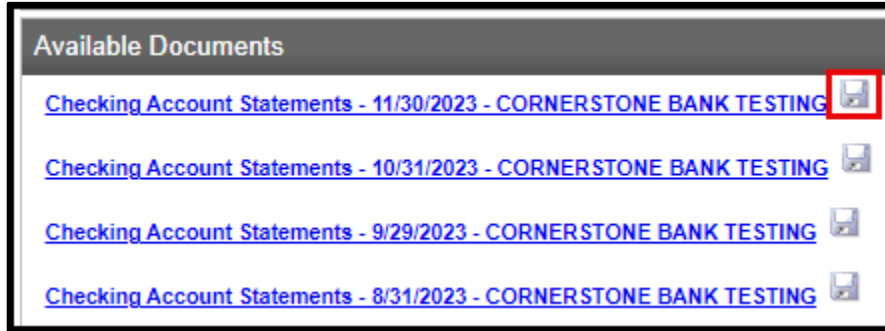 Available Documents
Checking Account Statements - 11/30/2023 - CORNERSTONE BANK TESTING
Checking Account Statements - 10/31/2023 - CORNERSTONE BANK TESTING
Checking Account Statements - 9/29/2023 - CORNERSTONE BANK TESTING
Checking Account Statements - 8/31/2023 - CORNERSTONE BANK TESTING